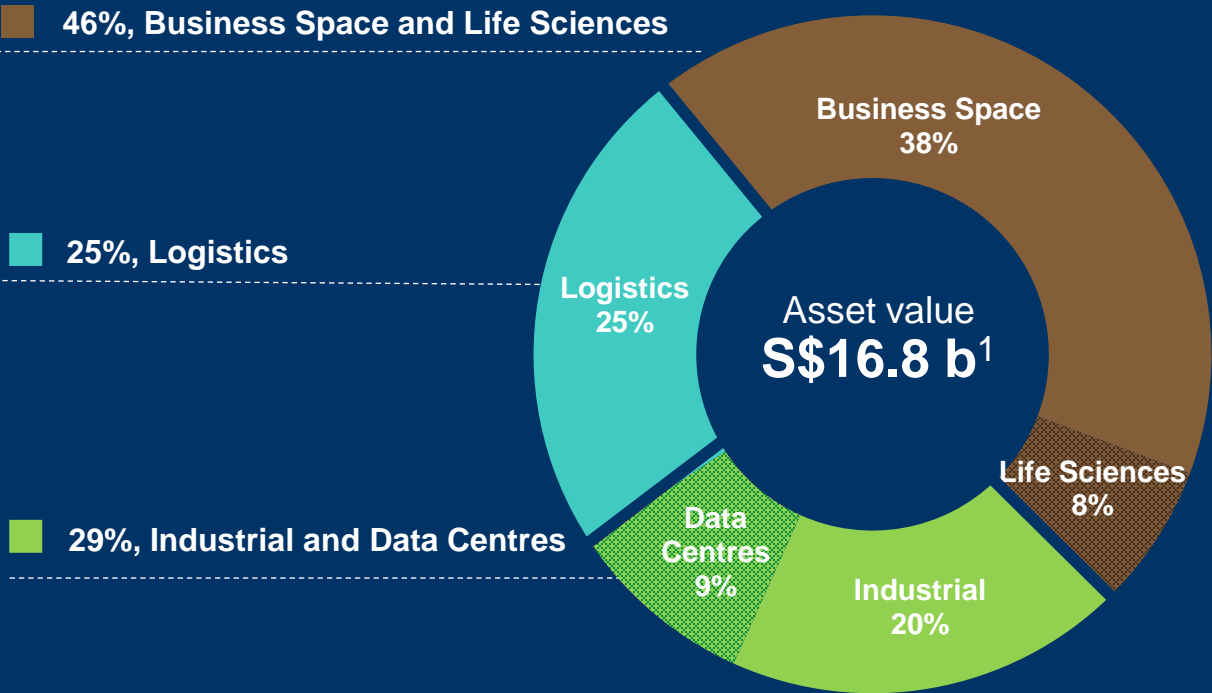 46%, Business Space and Life Sciences
Business Space
38%
25%, Logistics
Logistics
25%
Asset value
S$16.8 b¹
Life Sciences
8%
29%, Industrial and Data Centres
Data
Centres
9%
Industrial
20%